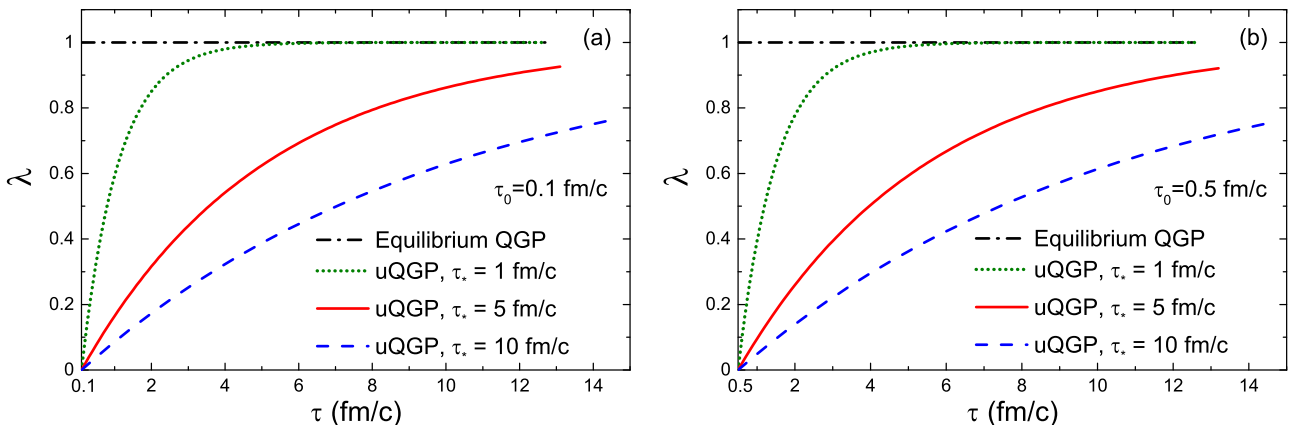 (a)
1
0.8
0.6
0.4
0.2
0
λ
τ₀=0.1 fm/c
Equilibrium QGP
uQGP, τ* = 1 fm/c
uQGP, τ* = 5 fm/c
uQGP, τ* = 10 fm/c
0.1 2 4 6 8 10 12 14
τ (fm/c)
(b)
1
0.8
0.6
0.4
0.2
0
λ
τ₀=0.5 fm/c
Equilibrium QGP
uQGP, τ* = 1 fm/c
uQGP, τ* = 5 fm/c
uQGP, τ* = 10 fm/c
0.5 2 4 6 8 10 12 14
τ (fm/c)